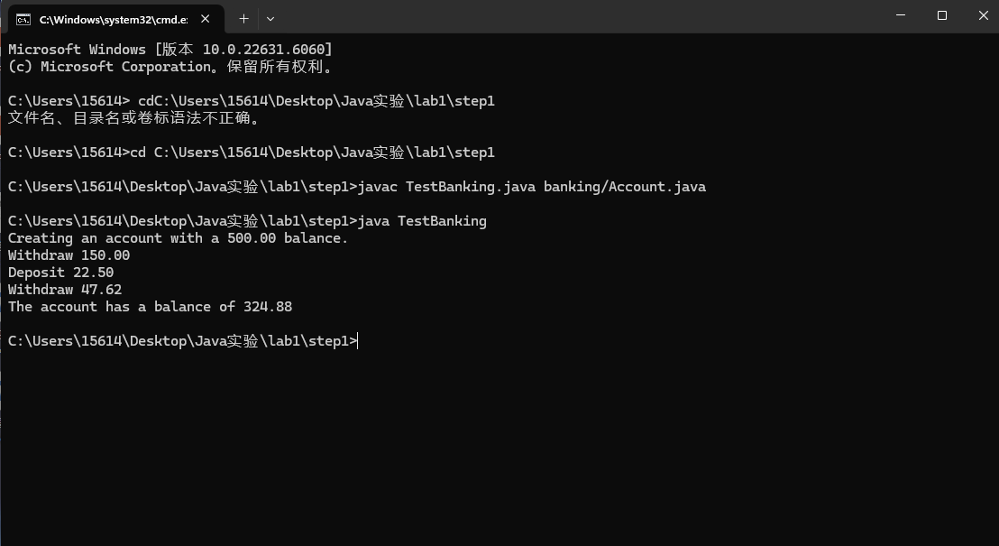 C:\Windows\system32\cmd.e
Microsoft Windows [版本 10.0.22631.6060]
(c) Microsoft Corporation。保留所有权利。
C:\Users\15614> cdC:\Users\15614\Desktop\Java实验\lab1\step1
文件名、目录名或卷标语法不正确。
C:\Users\15614>cd C:\Users\15614\Desktop\Java实验\lab1\step1
C:\Users\15614\Desktop\Java实验\lab1\step1>javac TestBanking.java banking/Account.java
C:\Users\15614\Desktop\Java实验\lab1\step1>java TestBanking
Creating an account with a 500.00 balance.
Withdraw 150.00
Deposit 22.50
Withdraw 47.62
The account has a balance of 324.88
C:\Users\15614\Desktop\Java实验\lab1\step1>